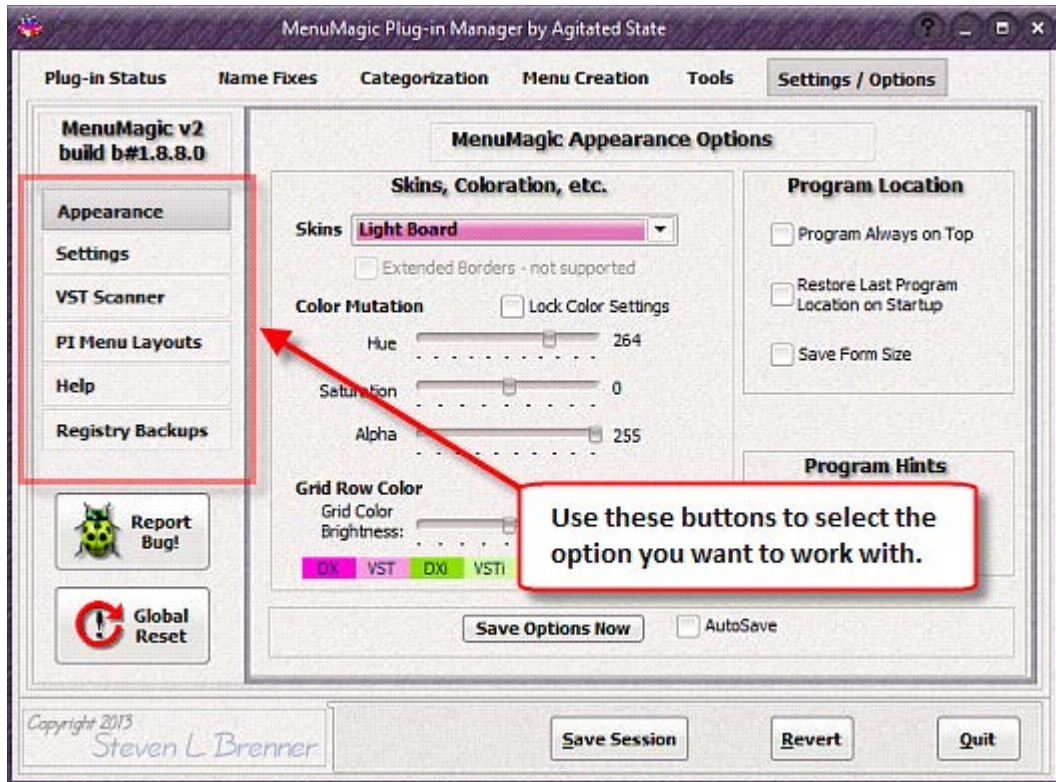 MenuMagic Plug-in Manager by Agitated State
?
Plug-in Status Name Fixes Categorization Menu Creation Tools Settings / Options
MenuMagic v2
build b#1.8.8.0
Appearance
Settings
VST Scanner
PI Menu Layouts
Help
Registry Backups
Report
Bug!
Global
Reset
MenuMagic Appearance Options
Skins, Coloration, etc.
Skins Light Board
Extended Borders - not supported
Color Mutation Lock Color Settings
Hue 264
Saturation 0
Alpha 255
Grid Row Color
Grid Color
Brightness:
DX VST DXi VSTi
Program Location
Program Always on Top
Restore Last Program
Location on Startup
Save Form Size
Program Hints
Use these buttons to select the
option you want to work with.
Save Options Now AutoSave
Copyright 2013
Steven L Brenner
Save Session Revert Quit